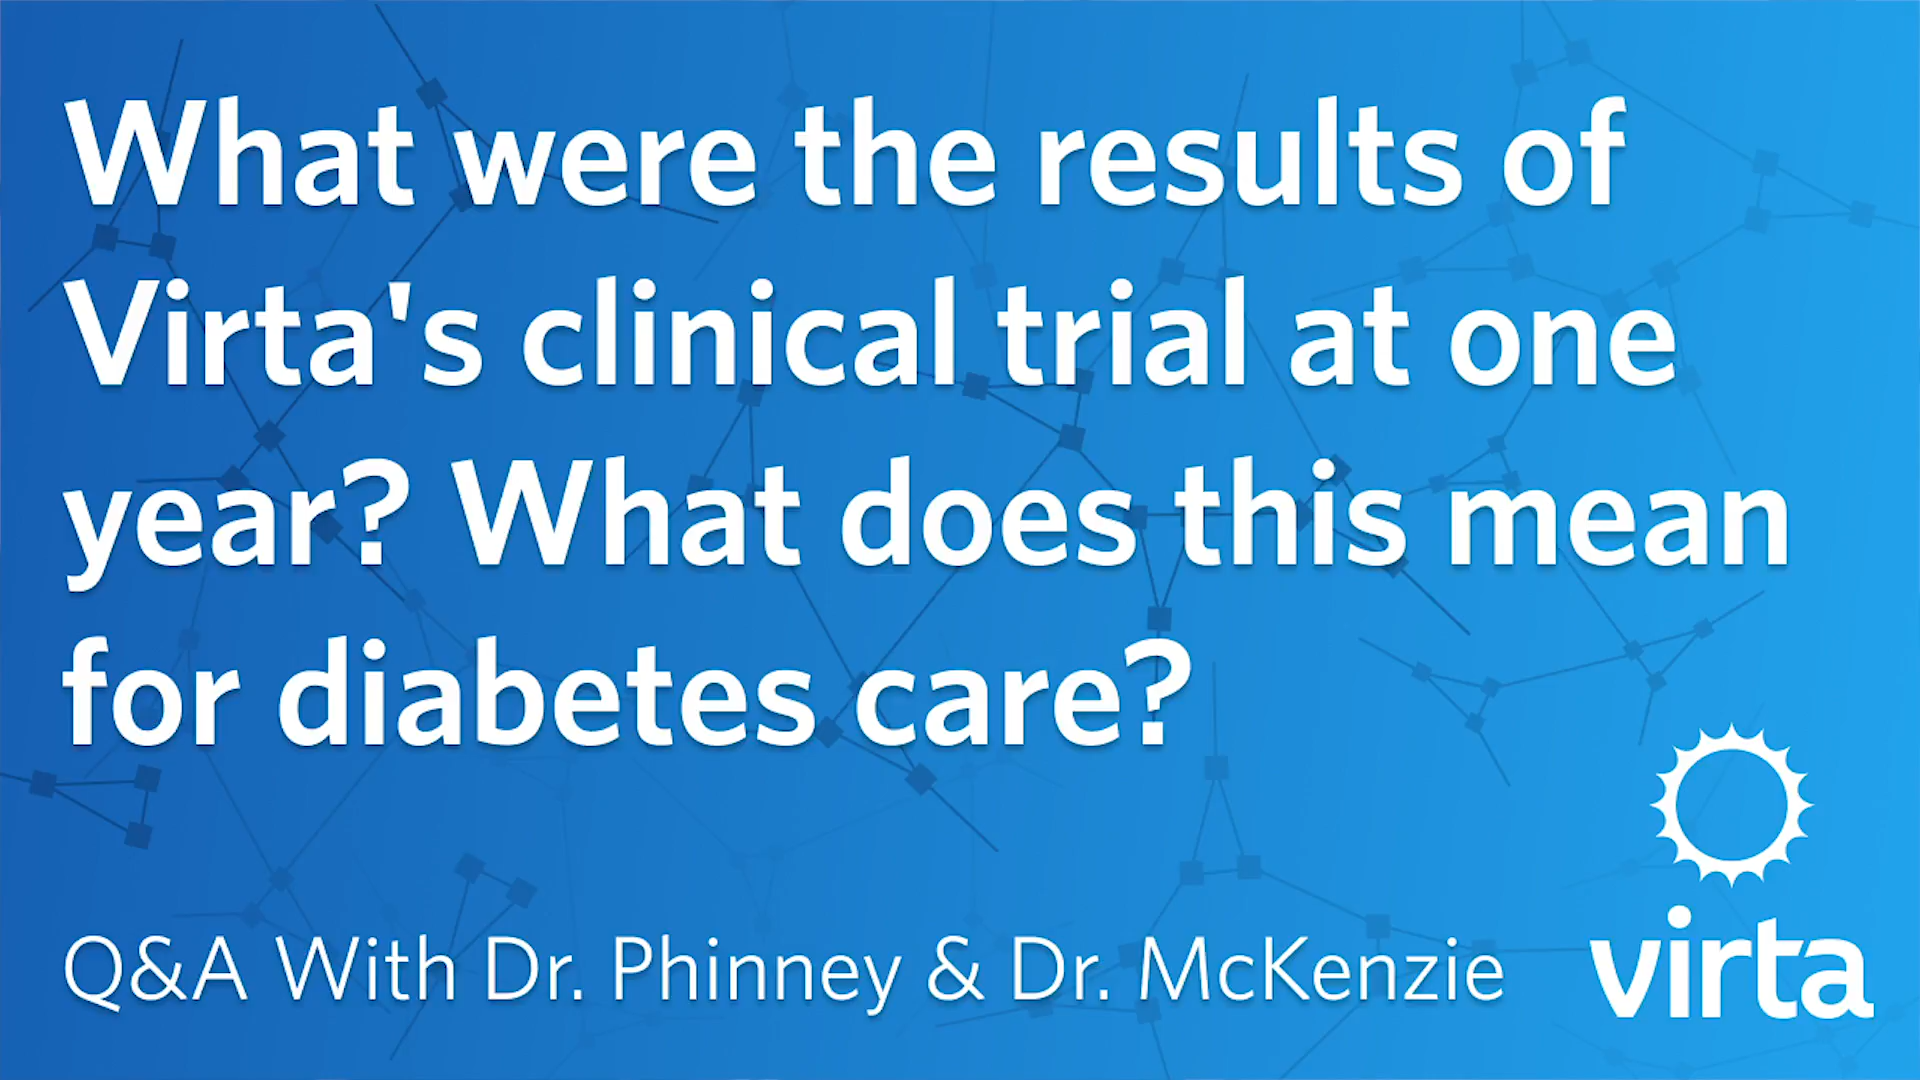 What were the results of
Virta's clinical trial at one
year? What does this mean
for diabetes care?
Q&A With Dr. Phinney & Dr. McKenzie
virta